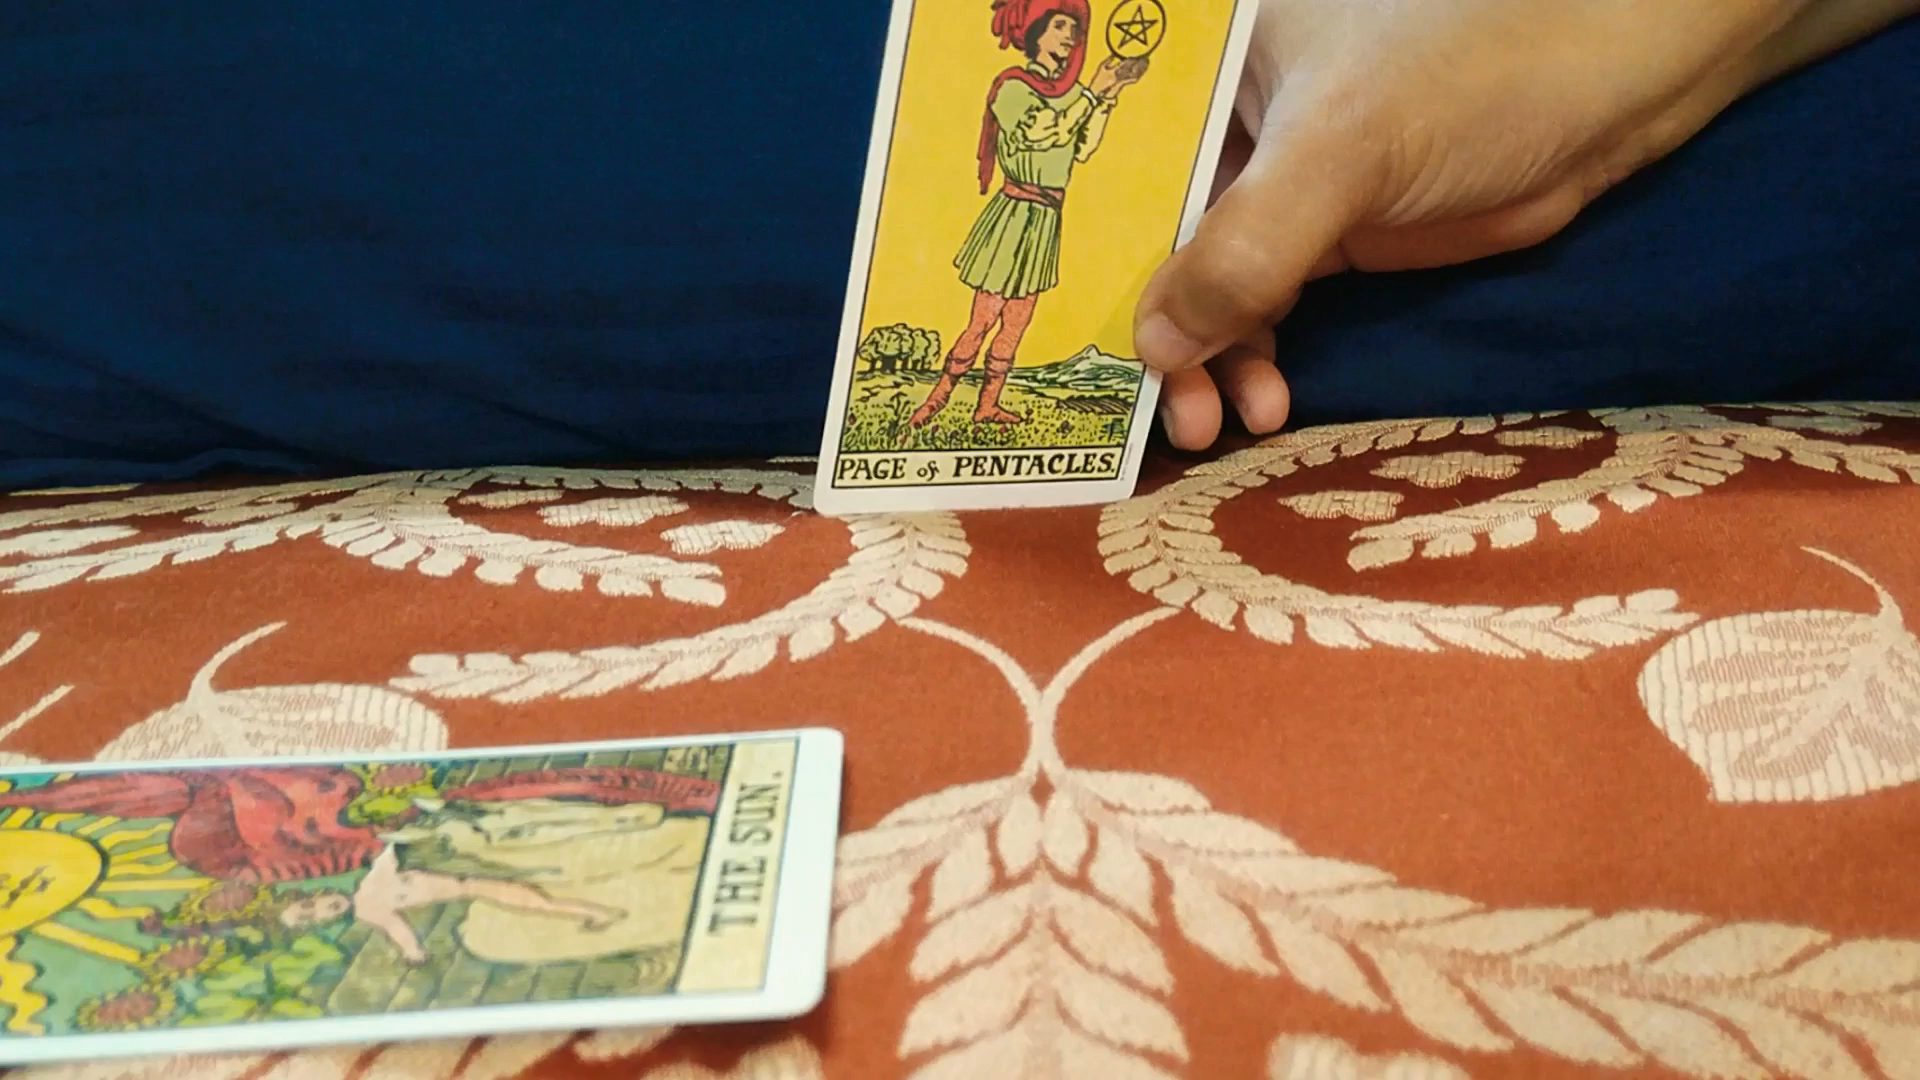 PAGE of PENTACLES.
THE SUN.